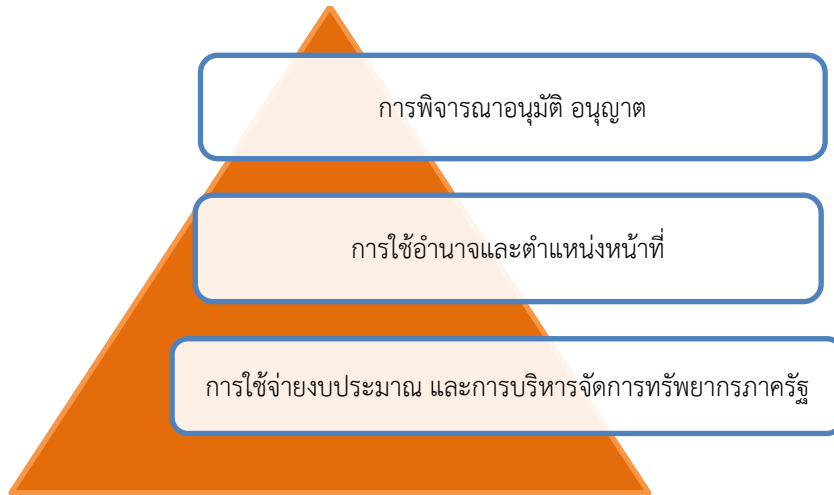 การพิจารณาอนุมัติ อนุญาต
การใช้อำนาจและตำแหน่งหน้าที่
การใช้จ่ายงบประมาณ และการบริหารจัดการทรัพยากรภาครัฐ